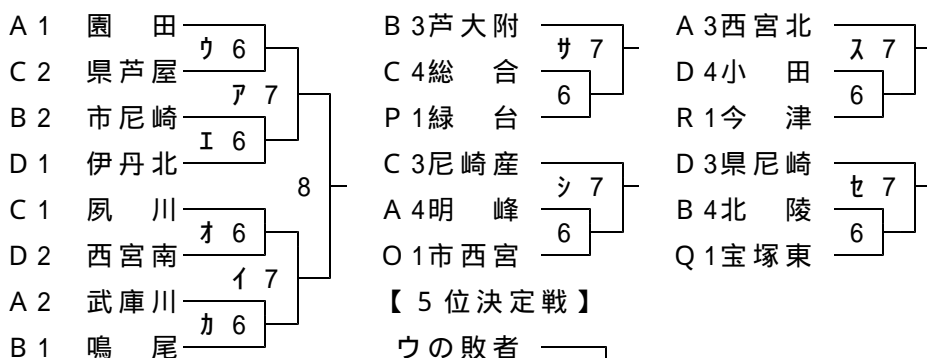 A 1 園 田
ウ 6
C 2 県芦屋
ア 7
B 2 市尼崎
エ 6
D 1 伊丹北
8
C 1 夙 川
オ 6
D 2 西宮南
イ 7
A 2 武庫川
カ 6
B 1 鳴 尾
B 3 芦大附
サ 7
C 4 総 合
6
P 1 緑 台
C 3 尼崎産
シ 7
A 4 明 峰
6
O 1 市西宮
【 5 位決定戦 】
ウの敗者
A 3 西宮北
ス 7
D 4 小 田
6
R 1 今 津
D 3 県尼崎
セ 7
B 4 北 陵
6
Q 1 宝塚東